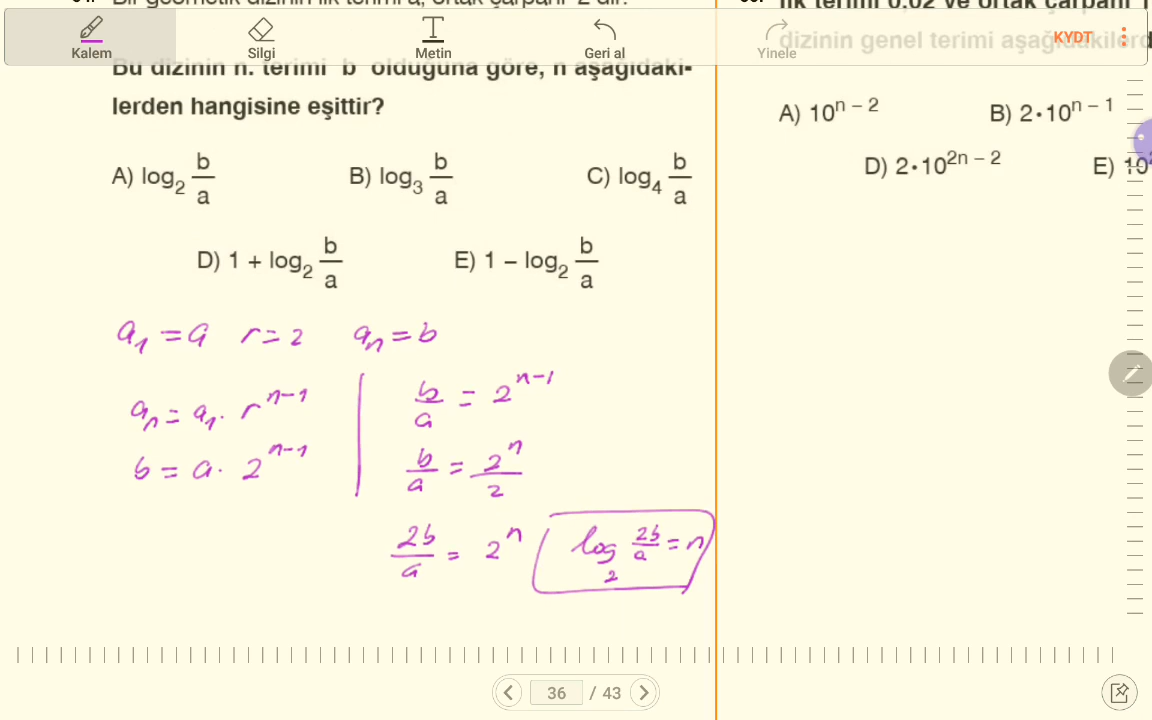 Kalem Silgi Metin Geri al Yinele KYDT
Bu dizinin n. terimi b olduğuna göre, n aşağıdaki-
lerden hangisine eşittir?
A) log₂ b/a B) log₃ b/a C) log₄ b/a
D) 1 + log₂ b/a E) 1 – log₂ b/a
a₁ = a r = 2 aₙ = b
aₙ = a₁ · r^(n-1)
b = a · 2^(n-1)
b/a = 2^(n-1)
b/a = 2^n/2
2b/a = 2^n
log₂ 2b/a = n
dizinin genel terimi
A) 10^(n – 2) B) 2·10^(n – 1)
D) 2·10^(2n – 2) E) 10
36 / 43